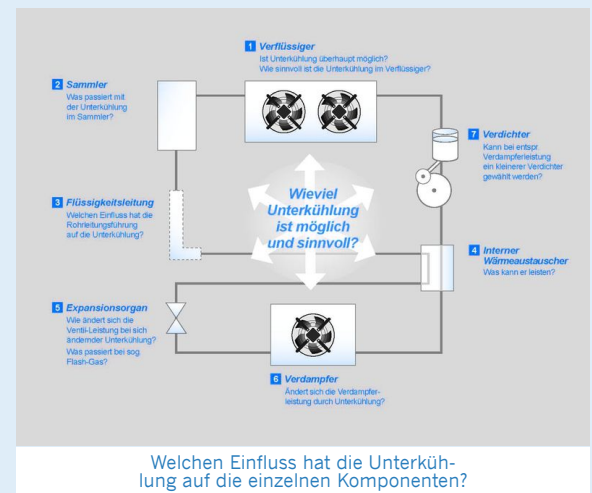 1 Verflüssiger
Ist Unterkühlung überhaupt möglich?
Wie sinnvoll ist die Unterkühlung im Verflüssiger?
2 Sammler
Was passiert mit
der Unterkühlung
im Sammler?
7 Verdichter
Kann bei entspr.
Verdampferleistung
ein kleinerer Verdichter
gewählt werden?
3 Flüssigkeitsleitung
Welchen Einfluss hat die
Rohrleitungsführung
auf die Unterkühlung?
Wieviel
Unterkühlung
ist möglich
und sinnvoll?
4 Interner
Wärmeaustauscher
Was kann er leisten?
5 Expansionsorgan
Wie ändert sich die
Ventil-Leistung bei sich
ändernder Unterkühlung?
Was passiert bei sog.
Flash-Gas?
6 Verdampfer
Ändert sich die Verdampfer-
leistung durch Unterkühlung?
Welchen Einfluss hat die Unterküh-
lung auf die einzelnen Komponenten?